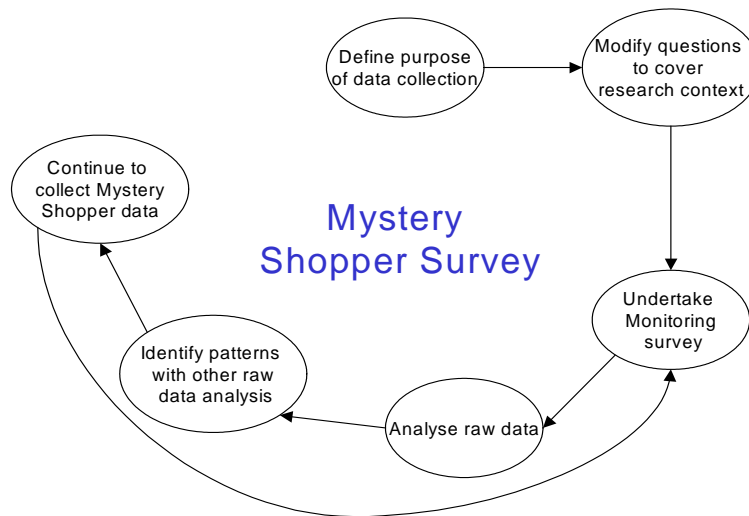 Define purpose
of data collection
Modify questions
to cover
research context
Continue to
collect Mystery
Shopper data
Mystery
Shopper Survey
Undertake
Monitoring
survey
Identify patterns
with other raw
data analysis
Analyse raw data